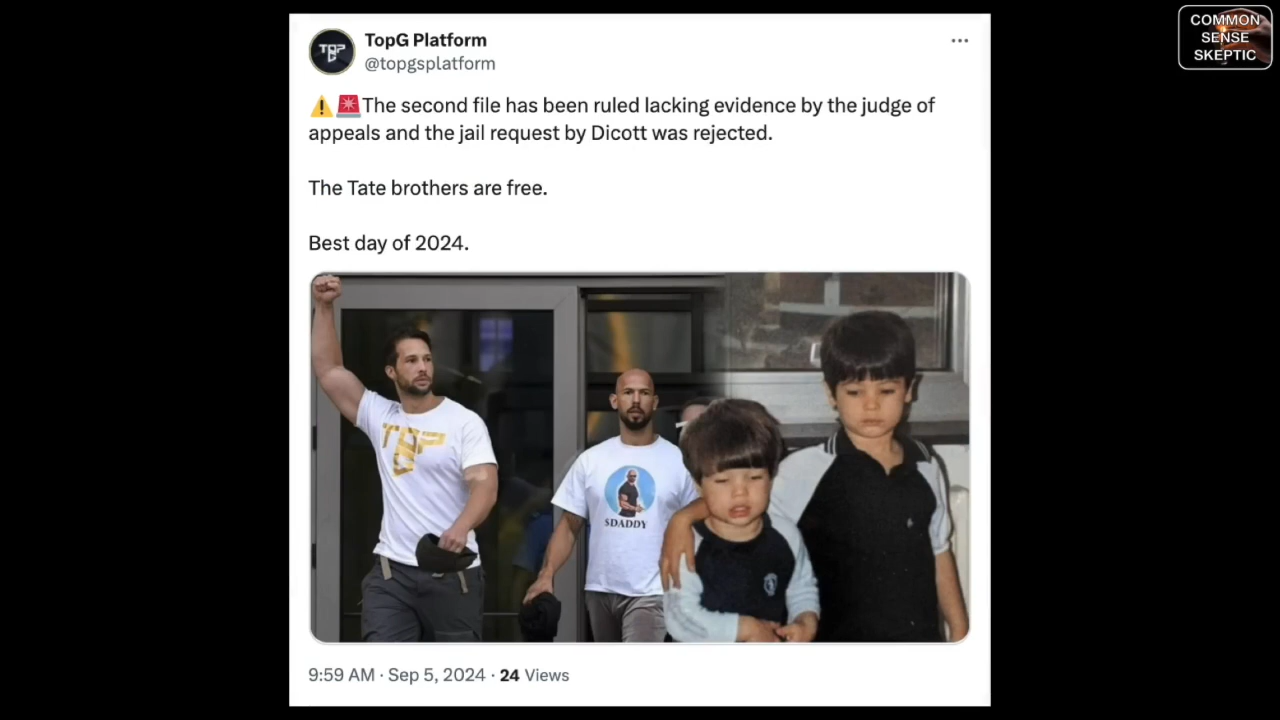 COMMON
SENSE
SKEPTIC
TOP
G
TopG Platform
@topgsplatform
⚠️🚨The second file has been ruled lacking evidence by the judge of
appeals and the jail request by Dicott was rejected.
The Tate brothers are free.
Best day of 2024.
TOP
G
$DADDY
9:59 AM · Sep 5, 2024 · 24 Views